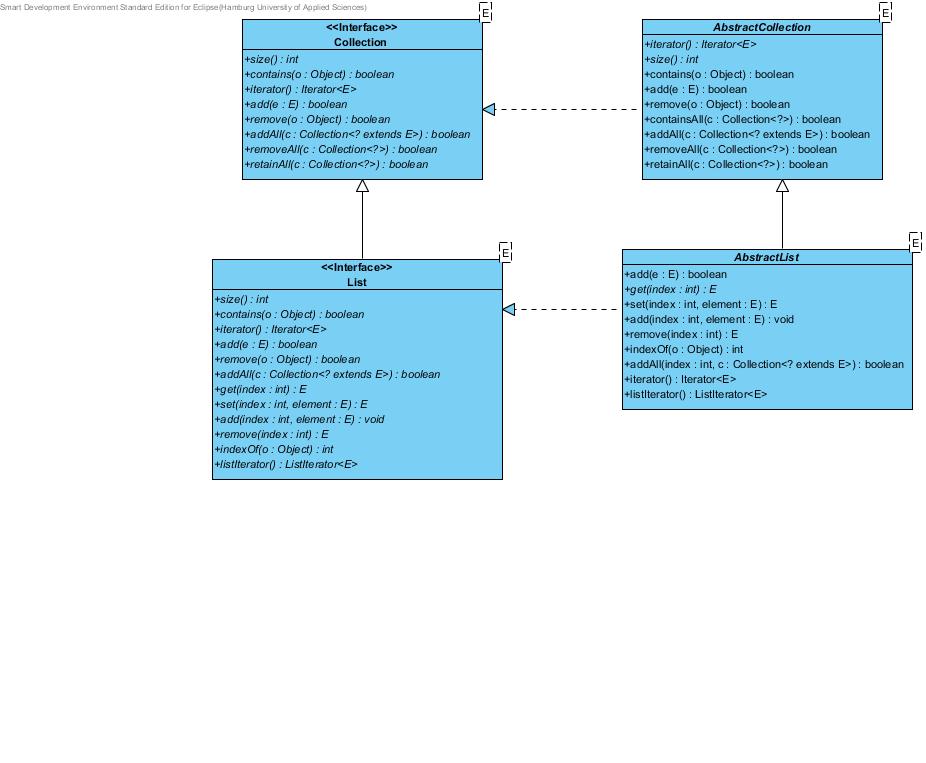 Smart Development Environment Standard Edition for Eclipse(Hamburg University of Applied Sciences)
E
<<Interface>>
Collection
+size() : int
+contains(o : Object) : boolean
+iterator() : Iterator<E>
+add(e : E) : boolean
+remove(o : Object) : boolean
+addAll(c : Collection<? extends E>) : boolean
+removeAll(c : Collection<?>) : boolean
+retainAll(c : Collection<?>) : boolean
E
AbstractCollection
+iterator() : Iterator<E>
+size() : int
+contains(o : Object) : boolean
+add(e : E) : boolean
+remove(o : Object) : boolean
+containsAll(c : Collection<?>) : boolean
+addAll(c : Collection<? extends E>) : boolean
+removeAll(c : Collection<?>) : boolean
+retainAll(c : Collection<?>) : boolean
E
<<Interface>>
List
+size() : int
+contains(o : Object) : boolean
+iterator() : Iterator<E>
+add(e : E) : boolean
+remove(o : Object) : boolean
+addAll(c : Collection<? extends E>) : boolean
+get(index : int) : E
+set(index : int, element : E) : E
+add(index : int, element : E) : void
+remove(index : int) : E
+indexOf(o : Object) : int
+listIterator() : ListIterator<E>
E
AbstractList
+add(e : E) : boolean
+get(index : int) : E
+set(index : int, element : E) : E
+add(index : int, element : E) : void
+remove(index : int) : E
+indexOf(o : Object) : int
+addAll(index : int, c : Collection<? extends E>) : boolean
+iterator() : Iterator<E>
+listIterator() : ListIterator<E>